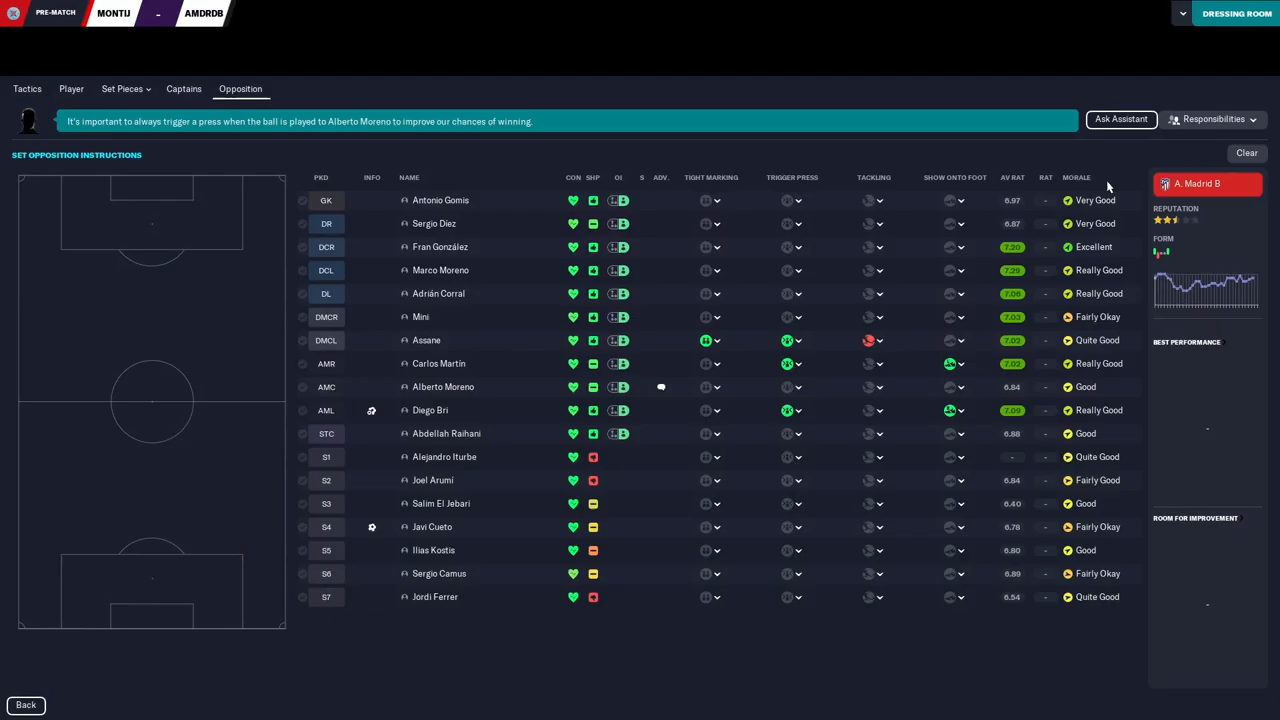 PRE-MATCH MONTIJ - AMDRDB DRESSING ROOM
Tactics Player Set Pieces Captains Opposition
It's important to always trigger a press when the ball is played to Alberto Moreno to improve our chances of winning. Ask Assistant Responsibilities
SET OPPOSITION INSTRUCTIONS Clear
PKD INFO NAME CON SHP OI S ADV. TIGHT MARKING TRIGGER PRESS TACKLING SHOW ONTO FOOT AV RAT RAT MORALE
GK Antonio Gomis 6.97 - Very Good
DR Sergio Díez 6.87 - Very Good
DCR Fran González 7.20 - Excellent
DCL Marco Moreno 7.29 - Really Good
DL Adrián Corral 7.06 - Really Good
DMCR Mini 7.03 - Fairly Okay
DMCL Assane 7.02 - Quite Good
AMR Carlos Martín 7.02 - Really Good
AMC Alberto Moreno 6.84 - Good
AML Diego Bri 7.09 - Really Good
STC Abdellah Raihani 6.88 - Good
S1 Alejandro Iturbe - - Quite Good
S2 Joel Arumí 6.84 - Fairly Good
S3 Salim El Jebari 6.40 - Good
S4 Javi Cueto 6.78 - Fairly Okay
S5 Ilias Kostis 6.80 - Good
S6 Sergio Camus 6.89 - Fairly Okay
S7 Jordi Ferrer 6.54 - Quite Good
A. Madrid B
REPUTATION
FORM
BEST PERFORMANCE
-
ROOM FOR IMPROVEMENT
-
Back